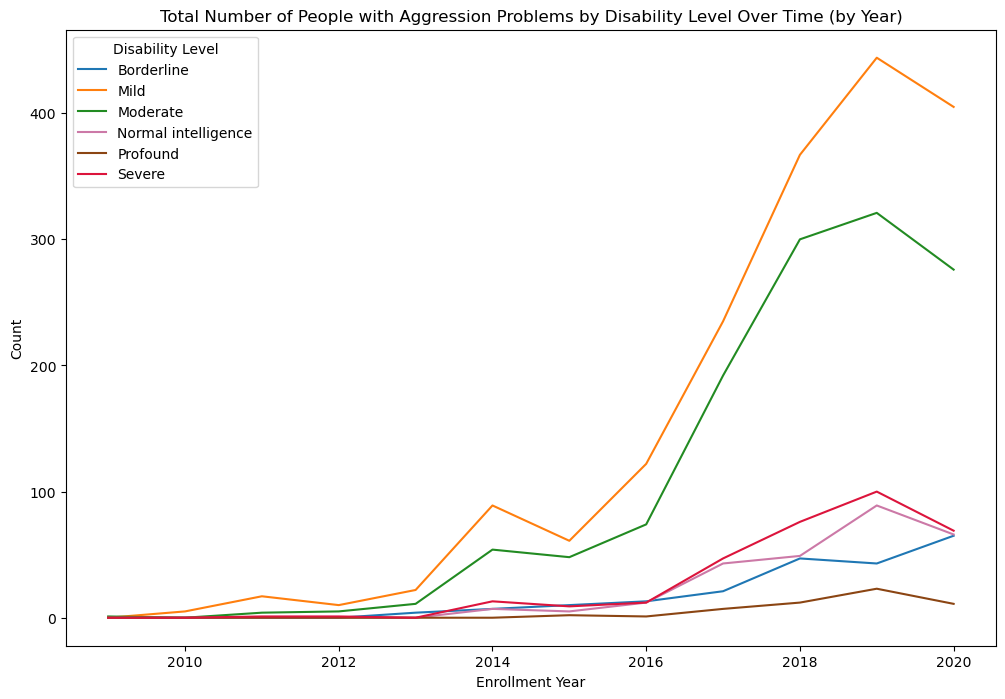 Total Number of People with Aggression Problems by Disability Level Over Time (by Year)
Disability Level
Borderline
Mild
Moderate
Normal intelligence
Profound
Severe
Count
400
300
200
100
0
2010
2012
2014
2016
2018
2020
Enrollment Year